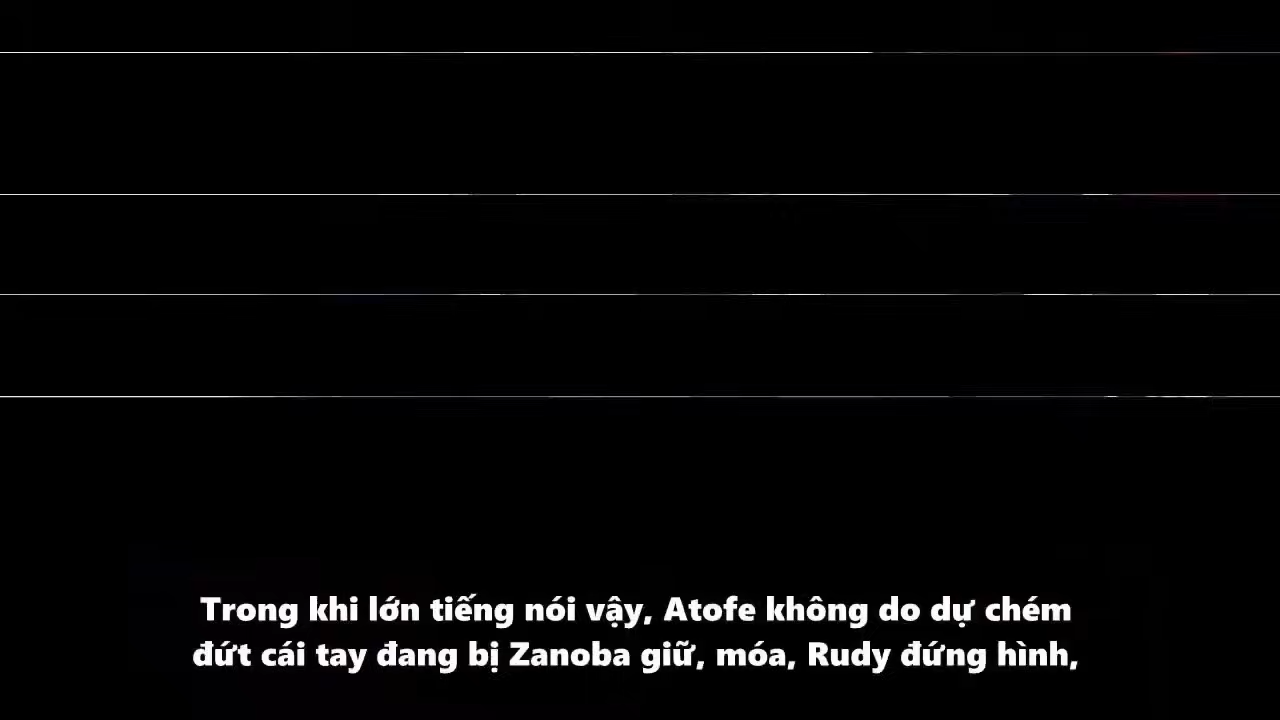 Trong khi lớn tiếng nói vậy, Atofe không do dự chém
đứt cái tay đang bị Zanoba giữ, móa, Rudy đứng hình,